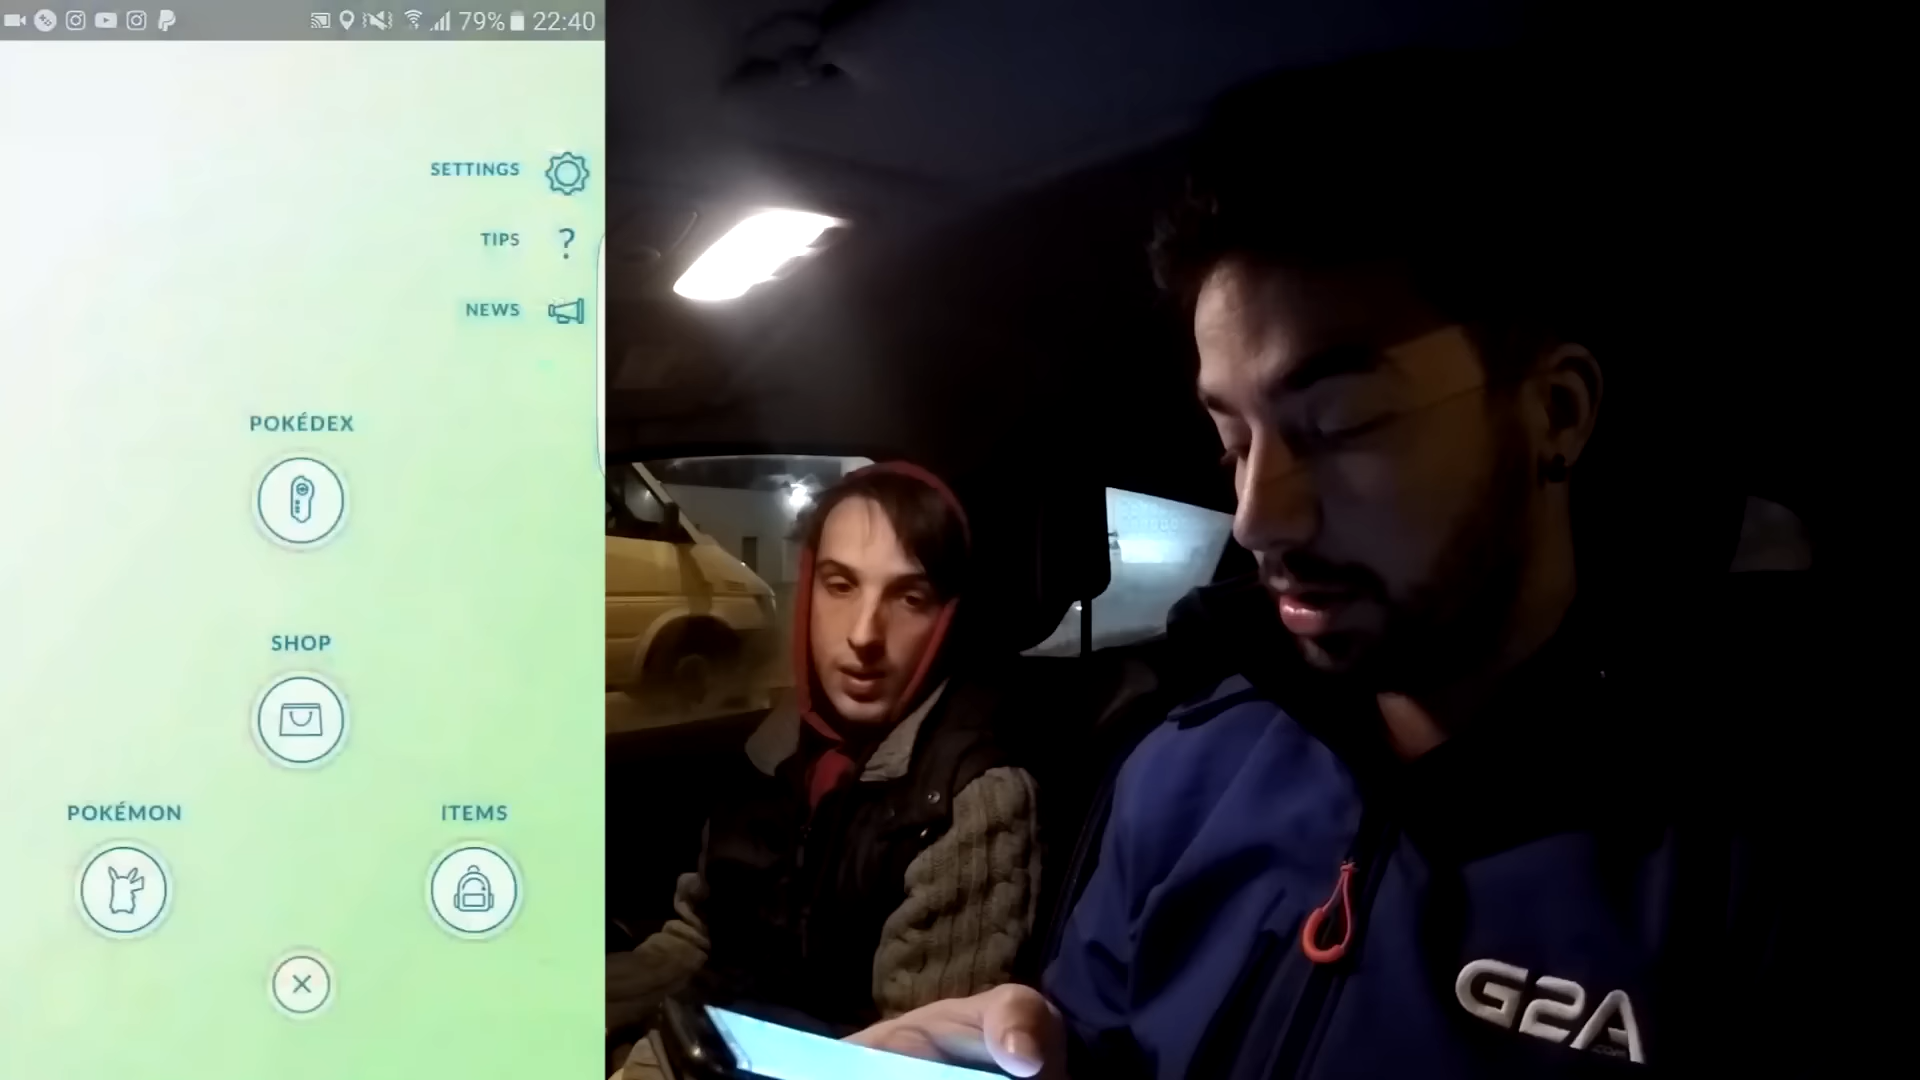 79% 22:40
SETTINGS
TIPS
?
NEWS
POKÉDEX
SHOP
POKÉMON
ITEMS
G2A